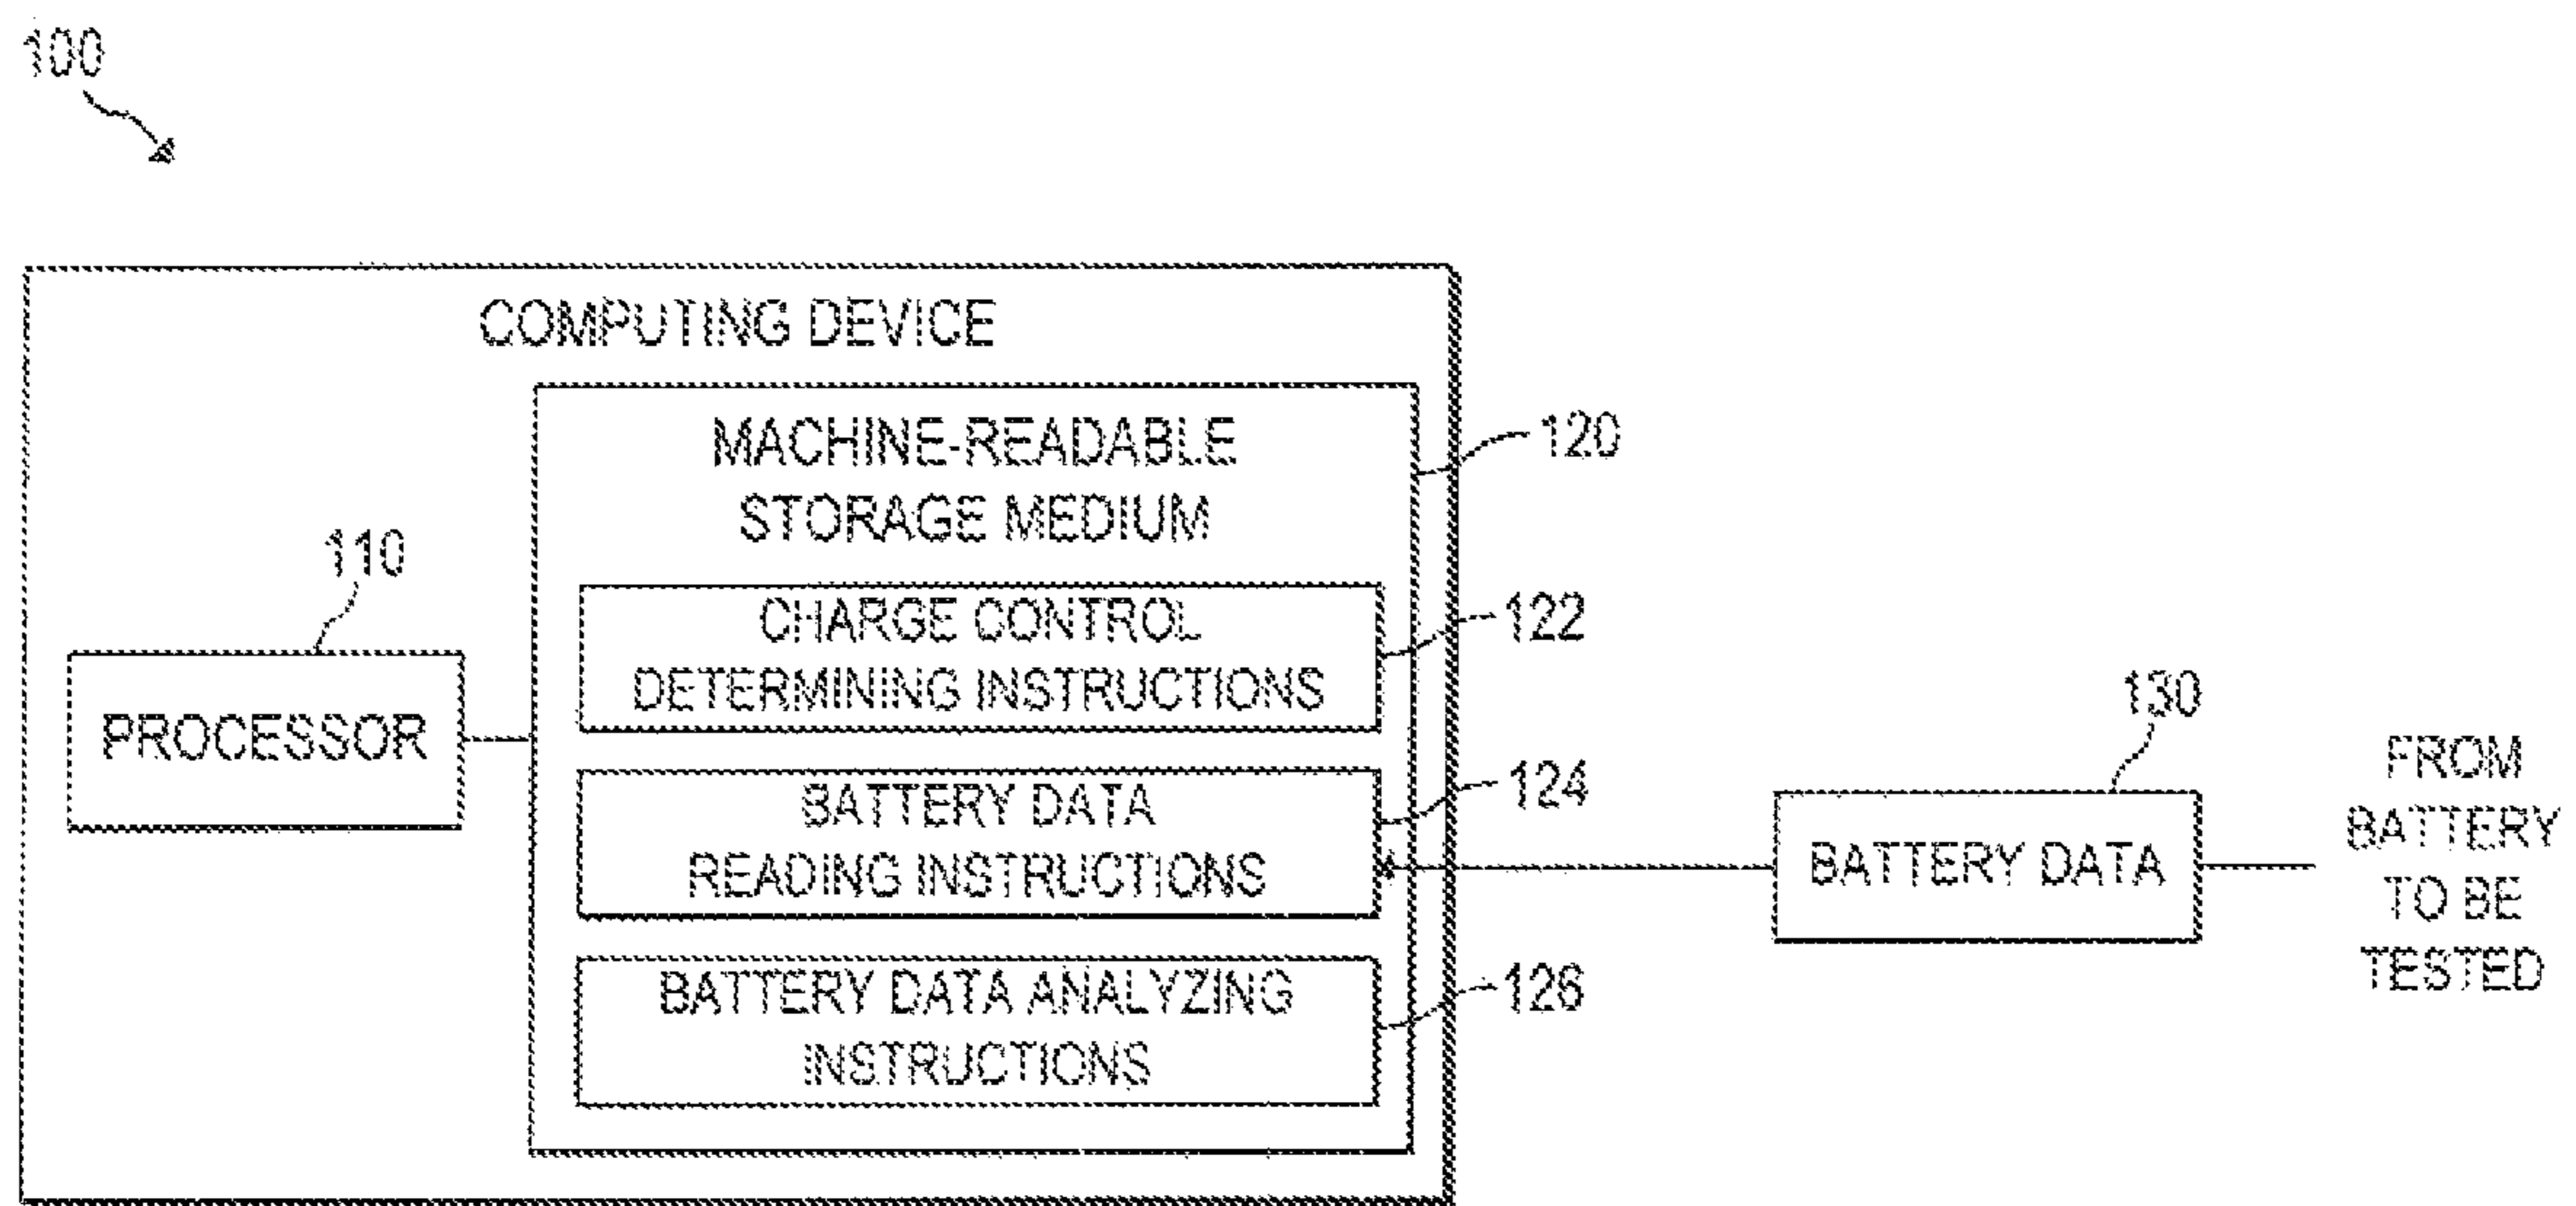 100
COMPUTING DEVICE
MACHINE-READABLE
STORAGE MEDIUM
120
110
CHARGE CONTROL
DETERMINING INSTRUCTIONS
122
PROCESSOR
BATTERY DATA
READING INSTRUCTIONS
124
130
BATTERY DATA
FROM
BATTERY
TO BE
TESTED
BATTERY DATA ANALYZING
INSTRUCTIONS
126